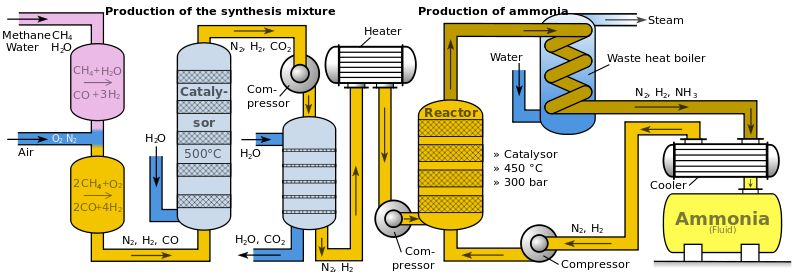 Production of the synthesis mixture
Production of ammonia
Methane CH₄
Water H₂O
CH₄+H₂O
CO +3H₂
Air
O₂ N₂
2CH₄+O₂
2CO+4H₂
N₂, H₂, CO
H₂O
Cataly-
sor
500°C
N₂, H₂, CO₂
Com-
pressor
H₂O
H₂O, CO₂
N₂, H₂
Heater
Com-
pressor
Reactor
» Catalysor
» 450 °C
» 300 bar
Water
Steam
Waste heat boiler
N₂, H₂, NH₃
Cooler
N₂, H₂
Compressor
Ammonia
(Fluid)